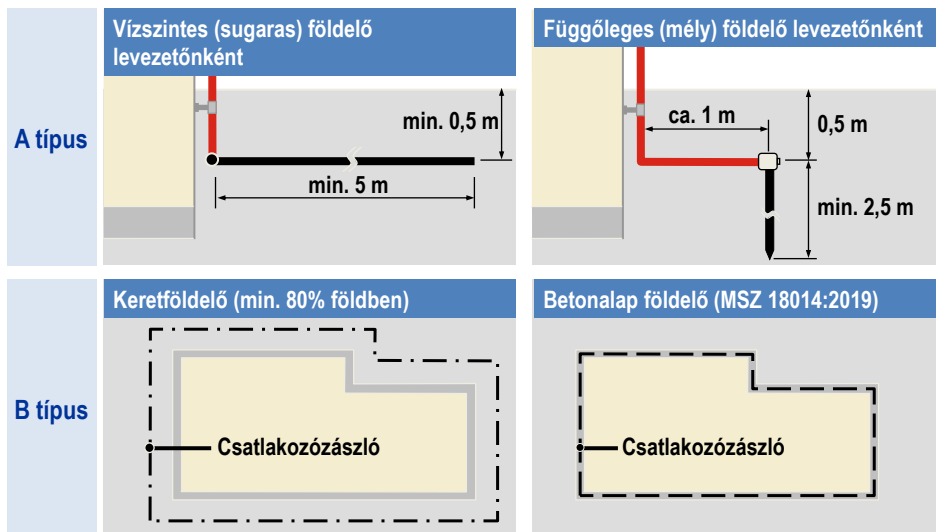 Vízszintes (sugaras) földelő
levezetőnként
Függőleges (mély) földelő levezetőnként
A típus
min. 0,5 m
min. 5 m
ca. 1 m
0,5 m
min. 2,5 m
Keretföldelő (min. 80% földben)
Betonalap földelő (MSZ 18014:2019)
B típus
Csatlakozózászló
Csatlakozózászló